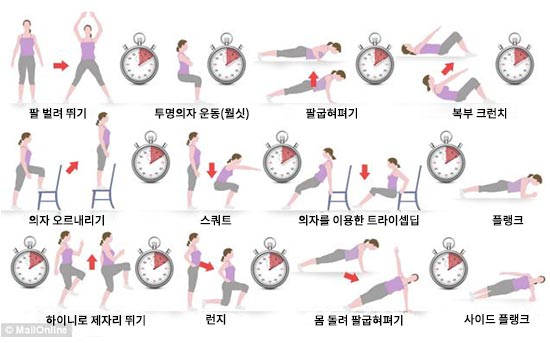 팔 벌려 뛰기
투명의자 운동(월싯)
팔굽혀펴기
복부 크런치
의자 오르내리기
스쿼트
의자를 이용한 트라이셉딥
플랭크
하이니로 제자리 뛰기
런지
몸 돌려 팔굽혀펴기
사이드 플랭크
© MailOnline